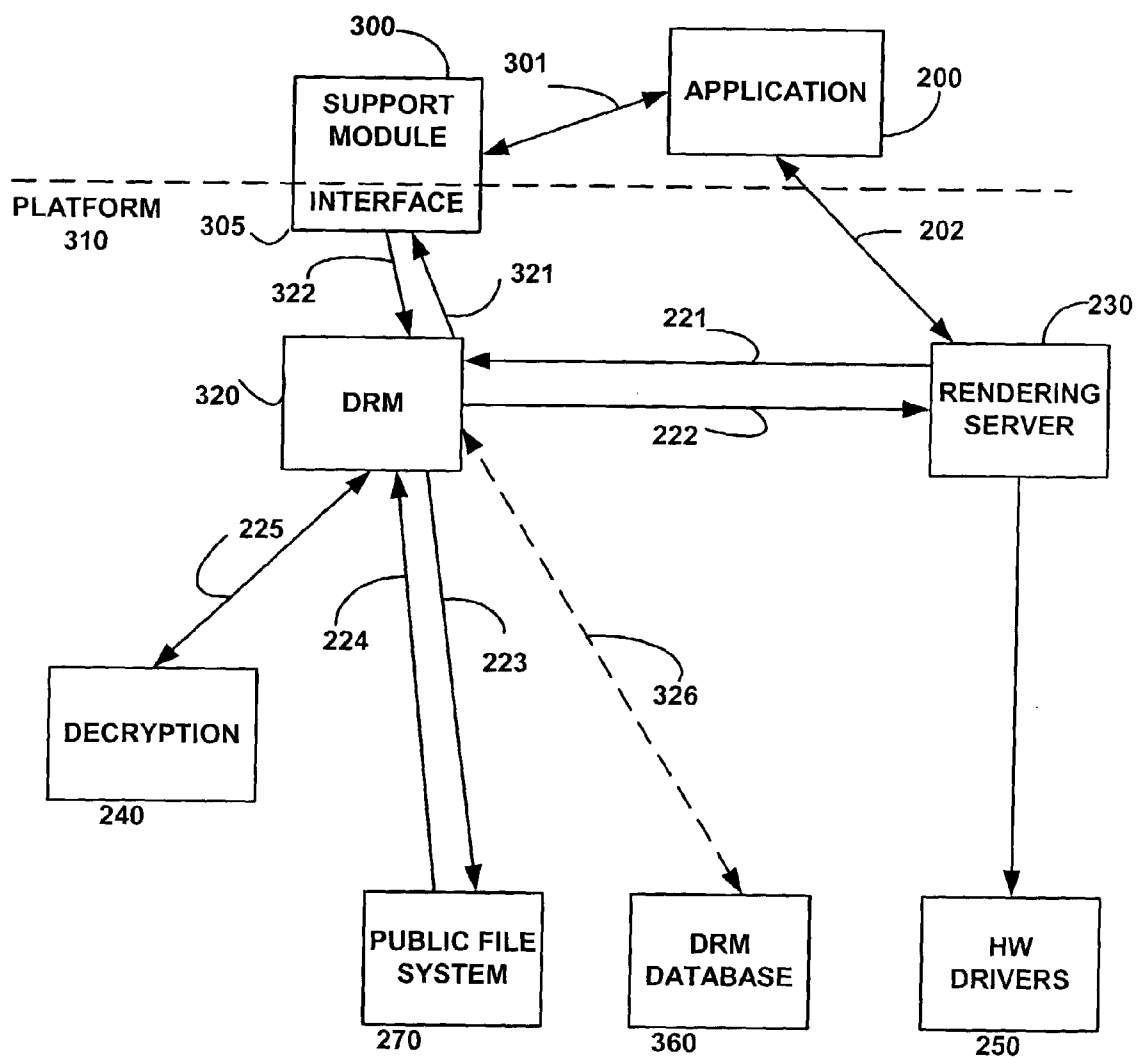 300
301
APPLICATION
200
SUPPORT
MODULE
INTERFACE
PLATFORM
310
305
202
322
321
221
230
320
DRM
RENDERING
SERVER
222
225
224
223
326
DECRYPTION
240
PUBLIC FILE
SYSTEM
DRM
DATABASE
HW
DRIVERS
270
360
250